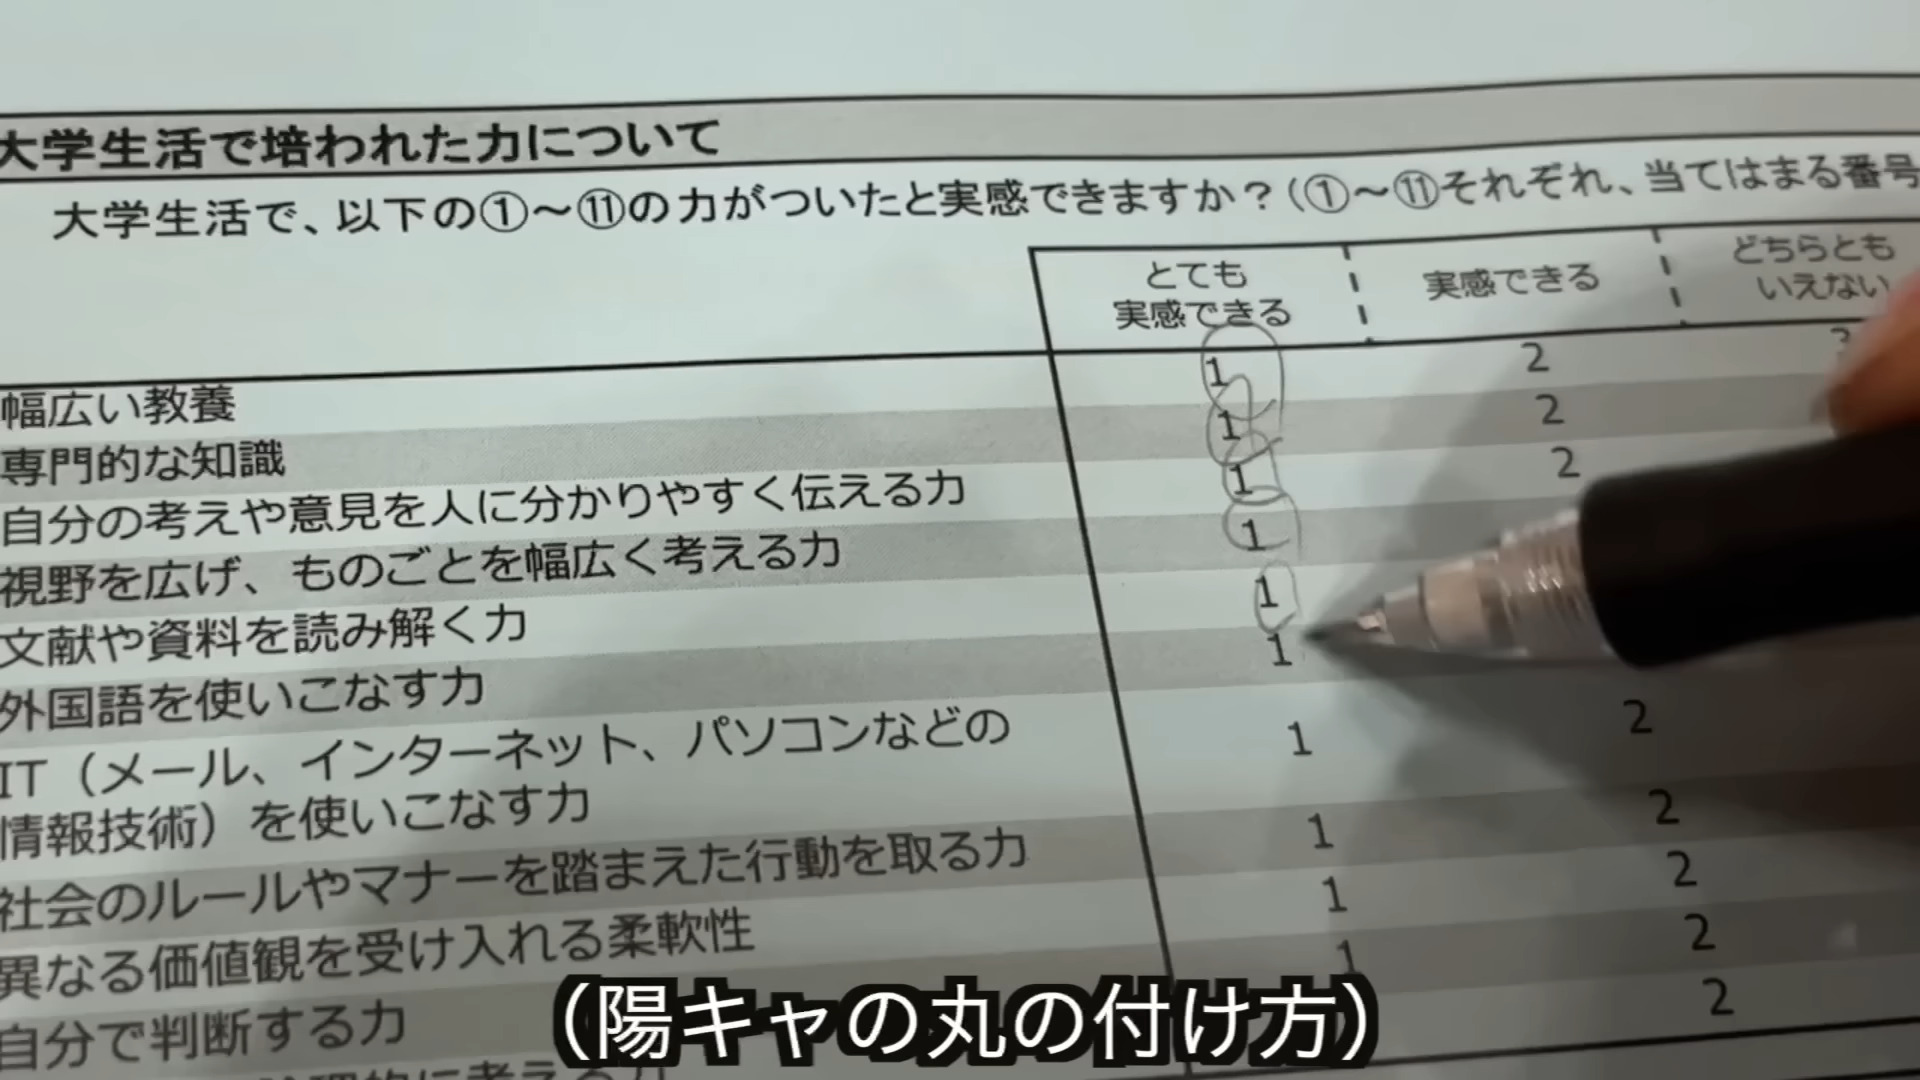 大学生活で培われた力について
大学生活で、以下の①～⑪の力がついたと実感できますか？（①～⑪それぞれ、当てはまる番号
とても
実感できる
実感できる
どちらとも
いえない
幅広い教養 1 2
専門的な知識 1 2
自分の考えや意見を人に分かりやすく伝える力 1 2
視野を広げ、ものごとを幅広く考える力 1
文献や資料を読み解く力 1
外国語を使いこなす力 1
IT（メール、インターネット、パソコンなどの
情報技術）を使いこなす力 1 2
社会のルールやマナーを踏まえた行動を取る力 1 2
異なる価値観を受け入れる柔軟性 1 2
自分で判断する力 1 2
2
（陽キャの丸の付け方）